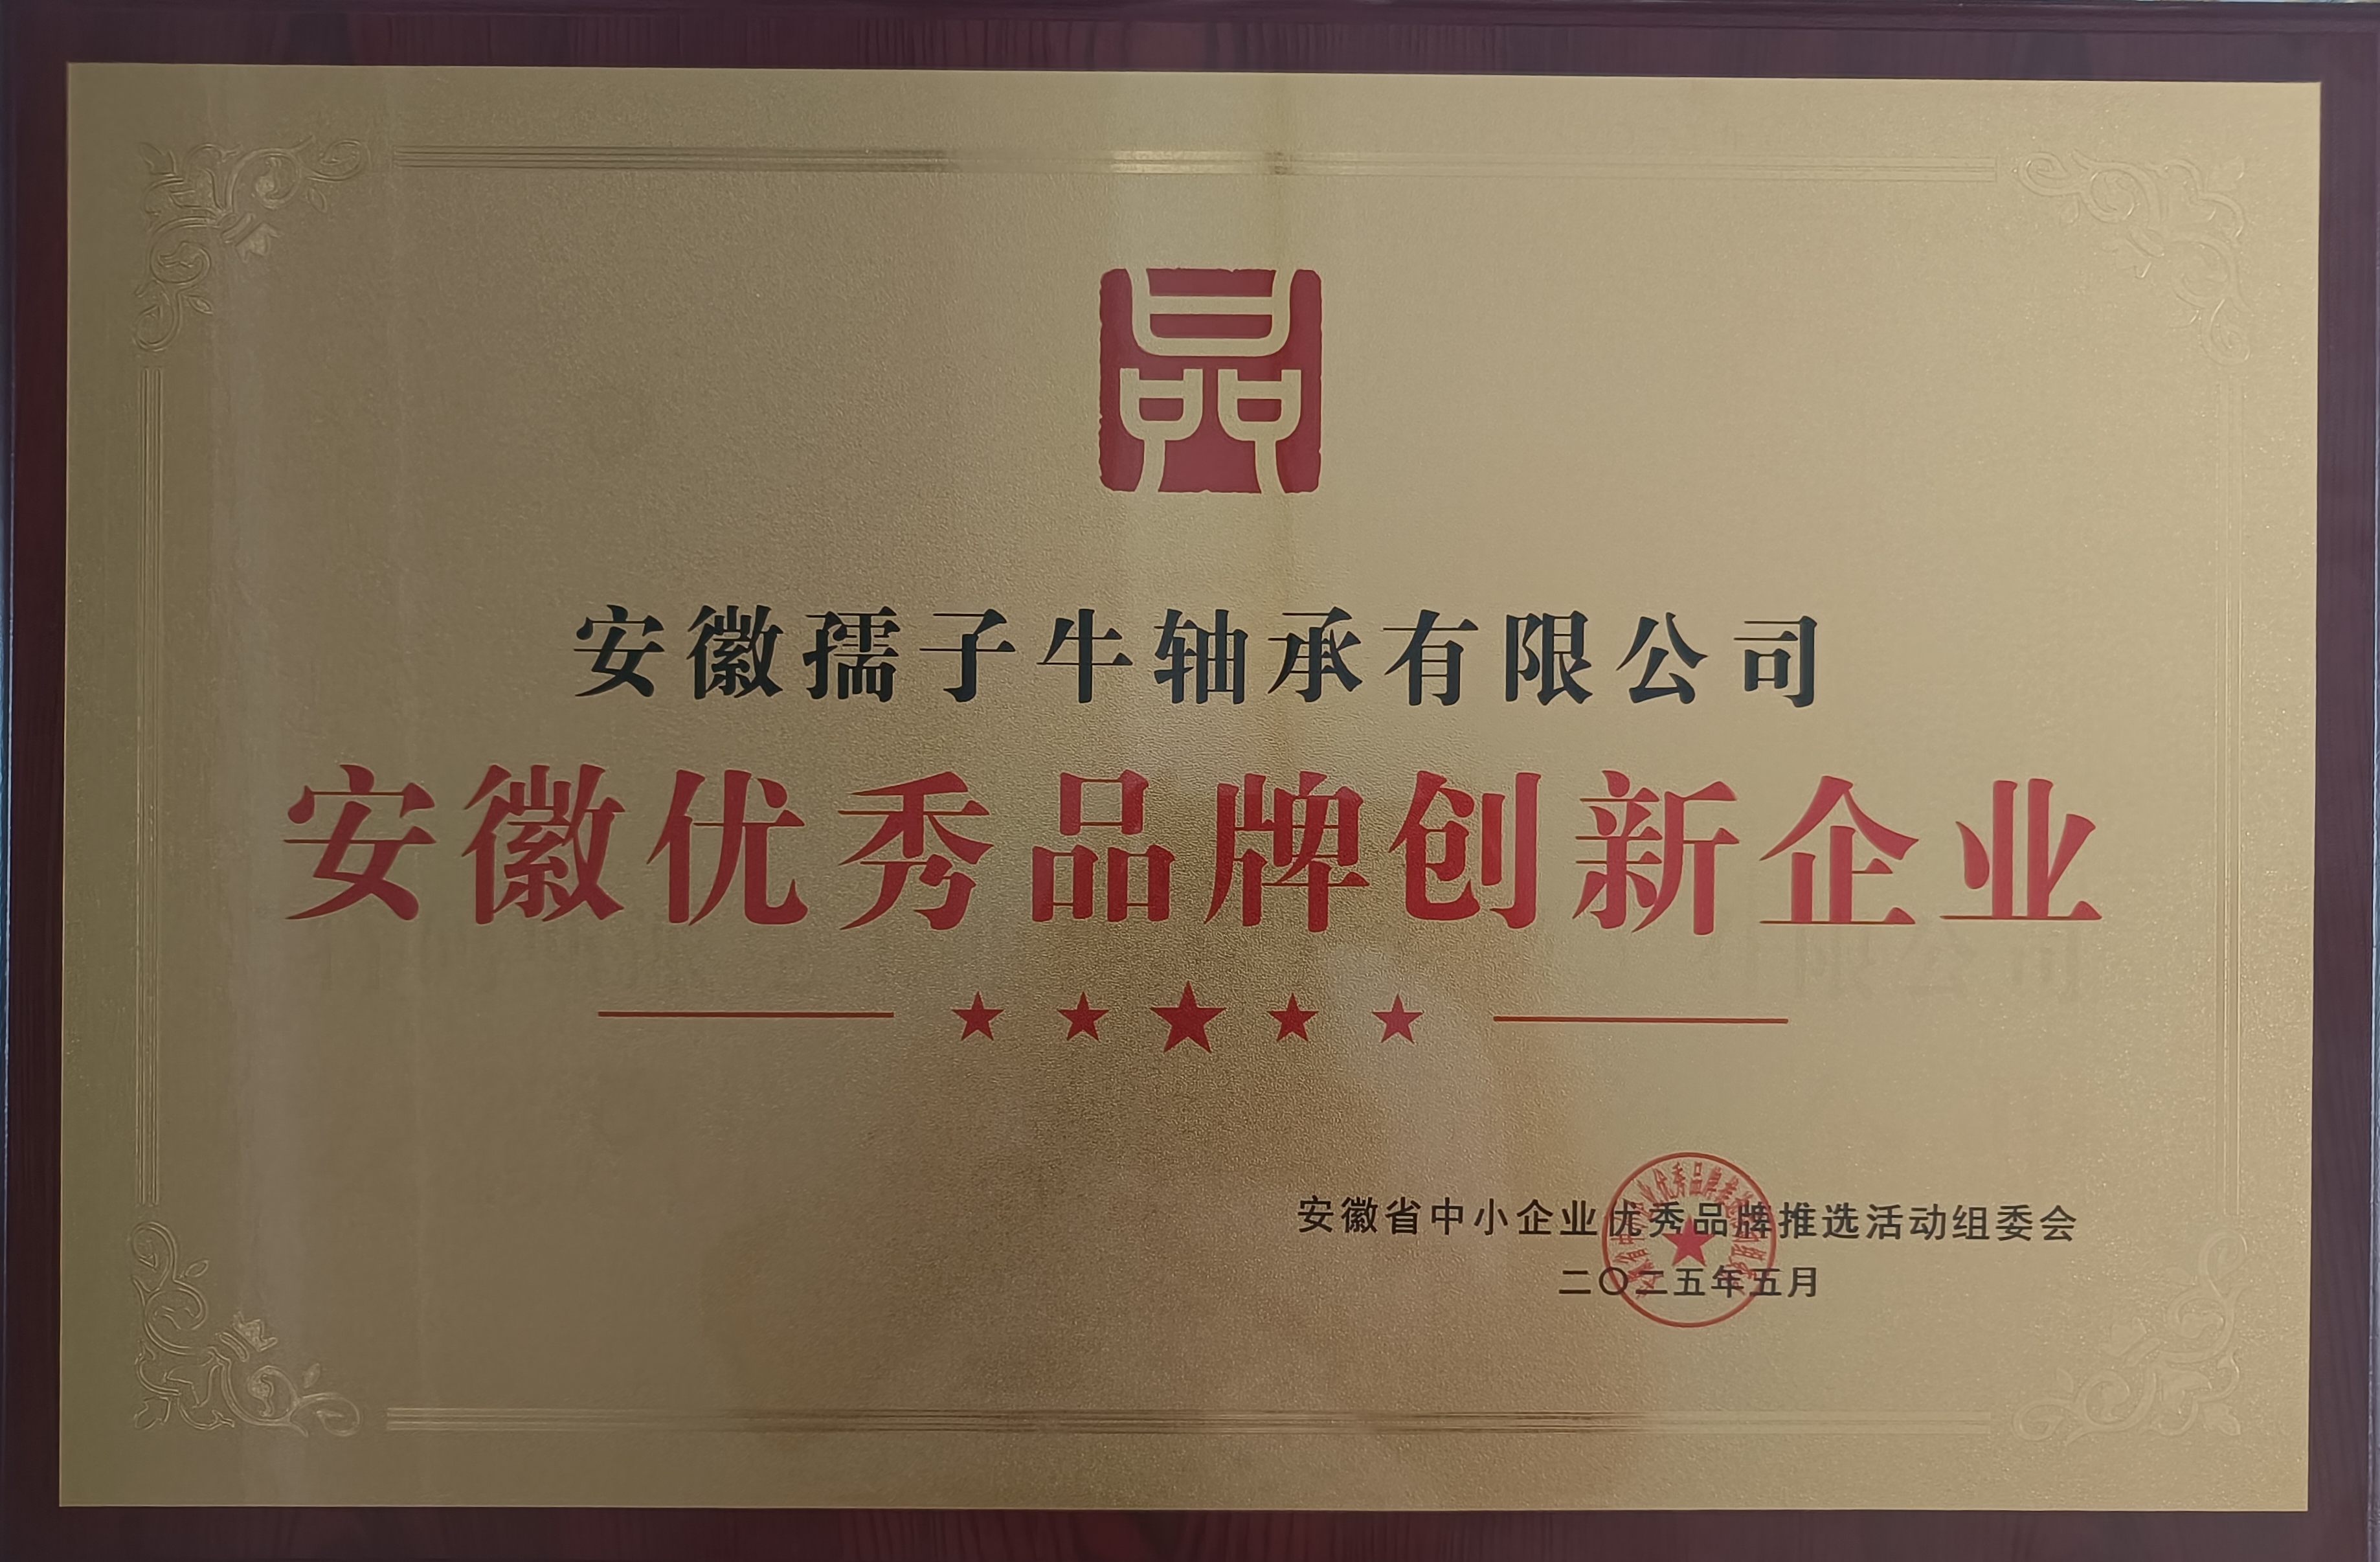 品
安徽孺子牛轴承有限公司
安徽优秀品牌创新企业
安徽省中小企业优秀品牌推选活动组委会
二〇二五年五月